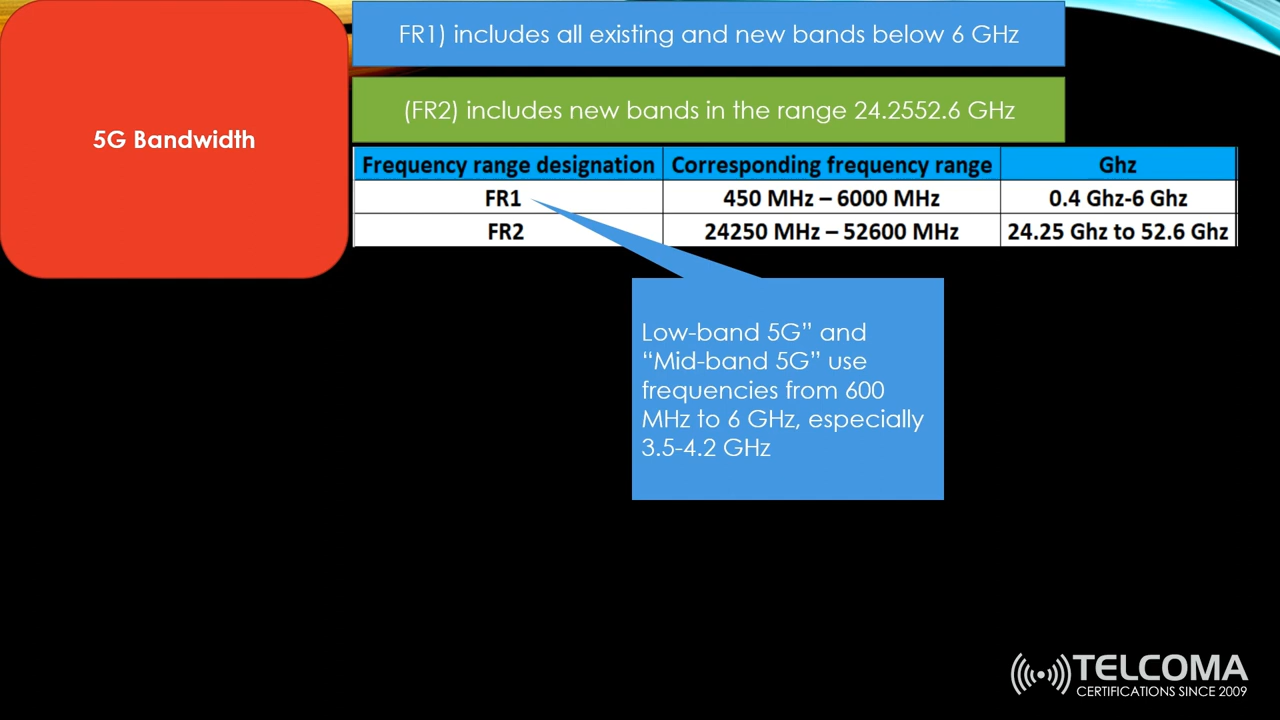 5G Bandwidth
FR1) includes all existing and new bands below 6 GHz
(FR2) includes new bands in the range 24.2552.6 GHz
Frequency range designation Corresponding frequency range Ghz
FR1 450 MHz – 6000 MHz 0.4 Ghz-6 Ghz
FR2 24250 MHz – 52600 MHz 24.25 Ghz to 52.6 Ghz
Low-band 5G” and
“Mid-band 5G” use
frequencies from 600
MHz to 6 GHz, especially
3.5-4.2 GHz
TELCOMA
CERTIFICATIONS SINCE 2009